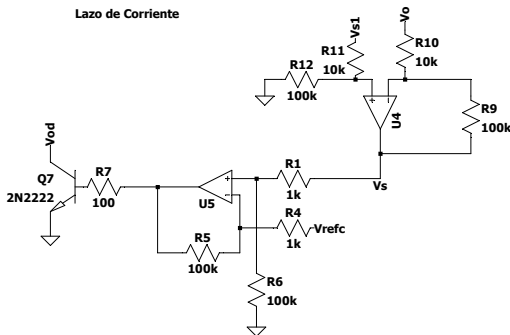 Lazo de Corriente
Vs1
Vo
R11
10k
R10
10k
R12
100k
+
-
U4
R9
100k
Vod
Q7
2N2222
R7
100
U5
+
-
R1
1k
Vs
R4
1k
Vrefc
R5
100k
R6
100k